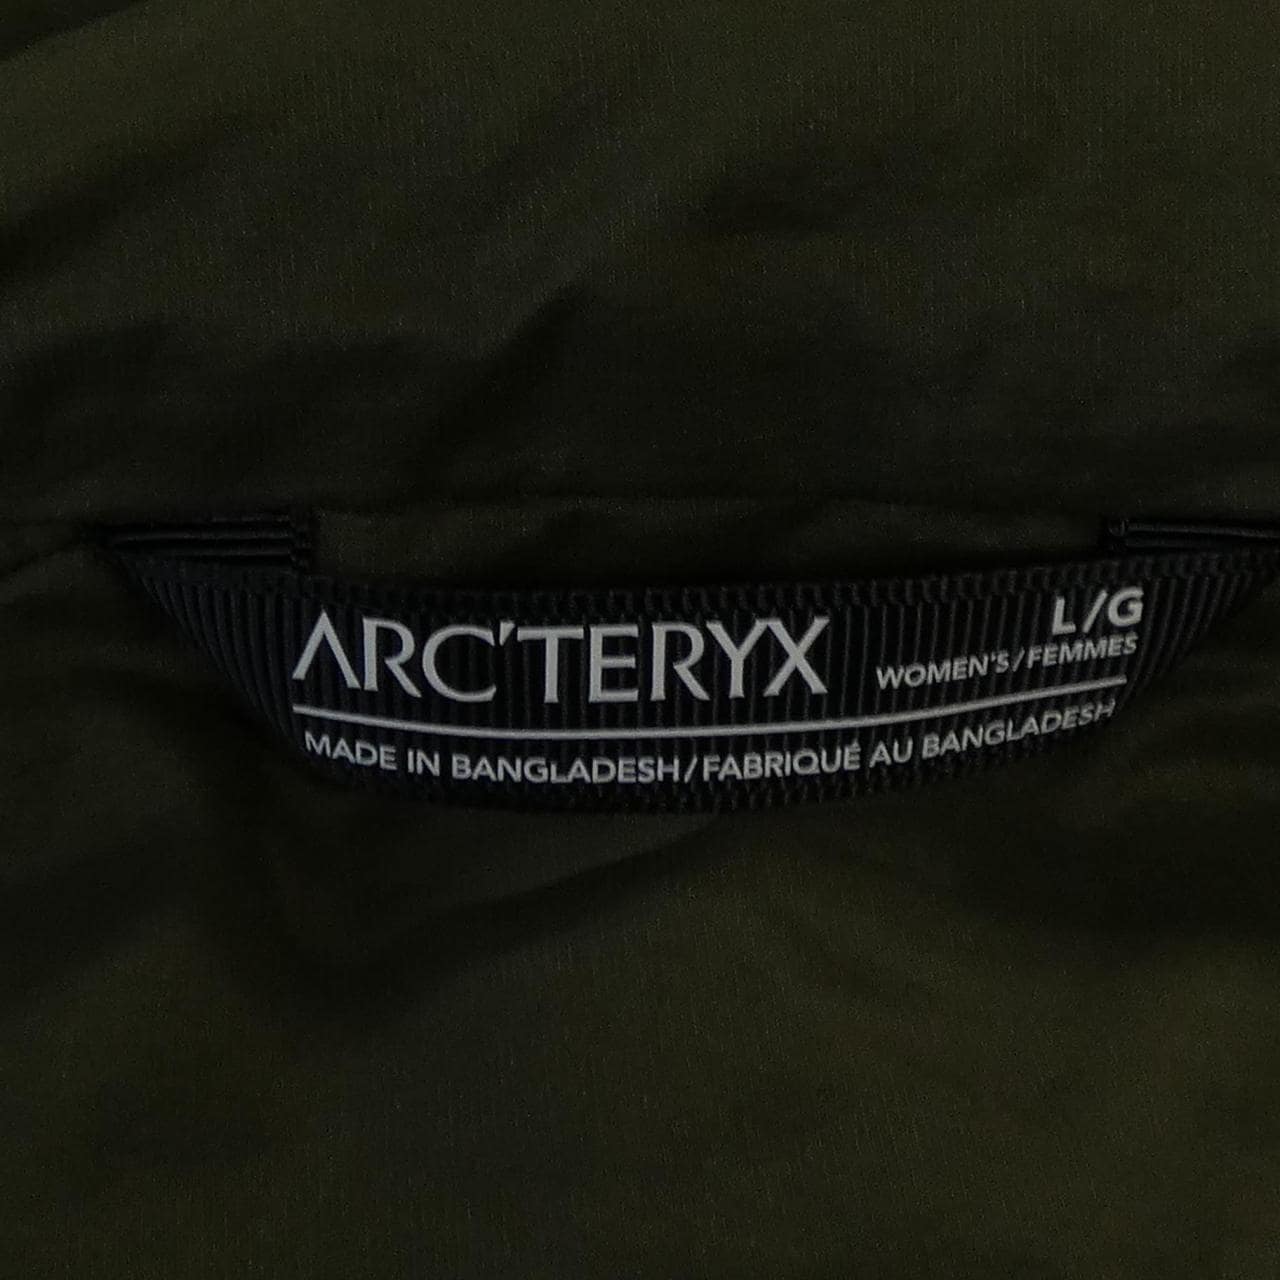 ARC'TERYX
L/G
WOMEN'S/FEMMES
MADE IN BANGLADESH/FABRIQUÉ AU BANGLADESH